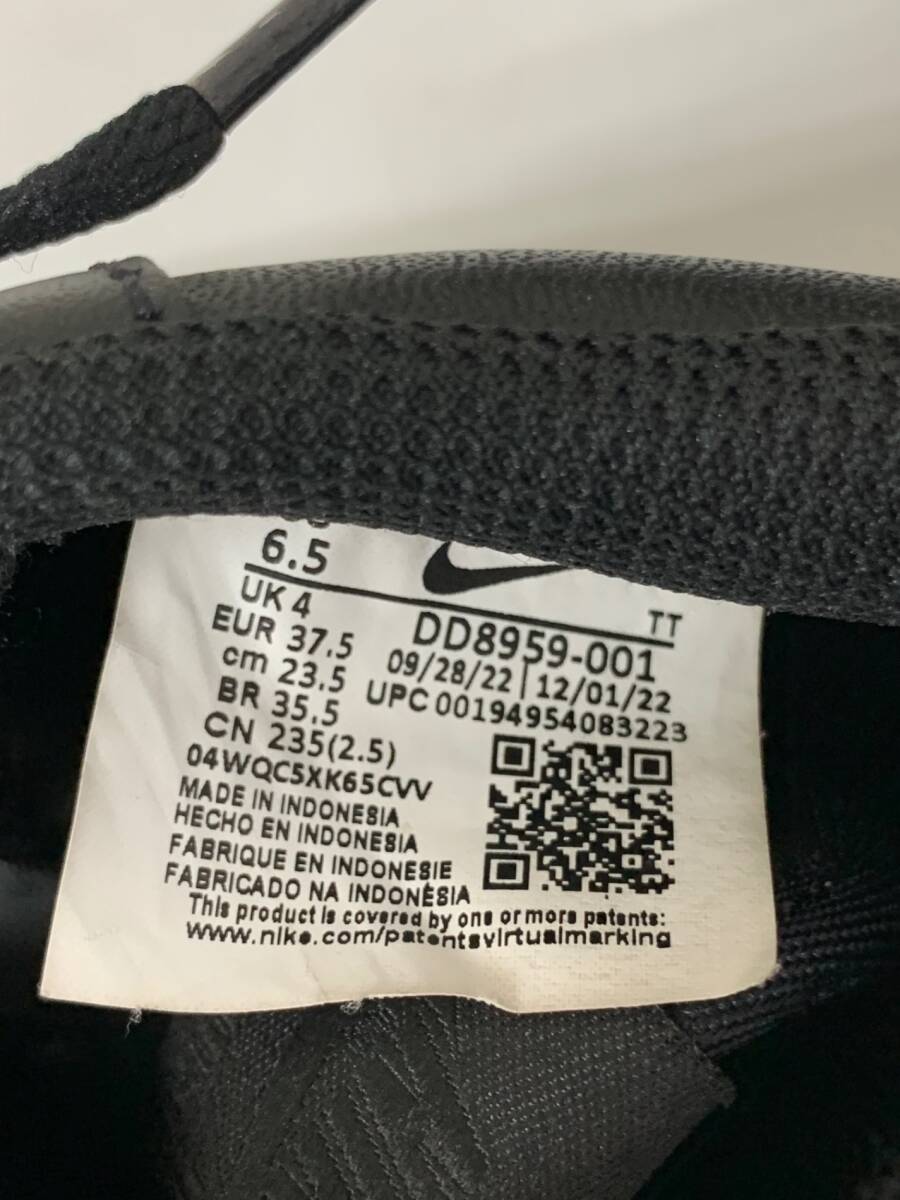 6.5
UK 4
EUR 37.5
cm 23.5
BR 35.5
CN 235(2.5)
04WQC5XK65CVV
TT
DD8959-001
09/28/22 | 12/01/22
UPC 00194954083223
MADE IN INDONESIA
HECHO EN INDONESIA
FABRIQUE EN INDONESIE
FABRICADO NA INDONÉSIA
This product is covered by one or more patents:
www.nike.com/patentsvirtualmarking